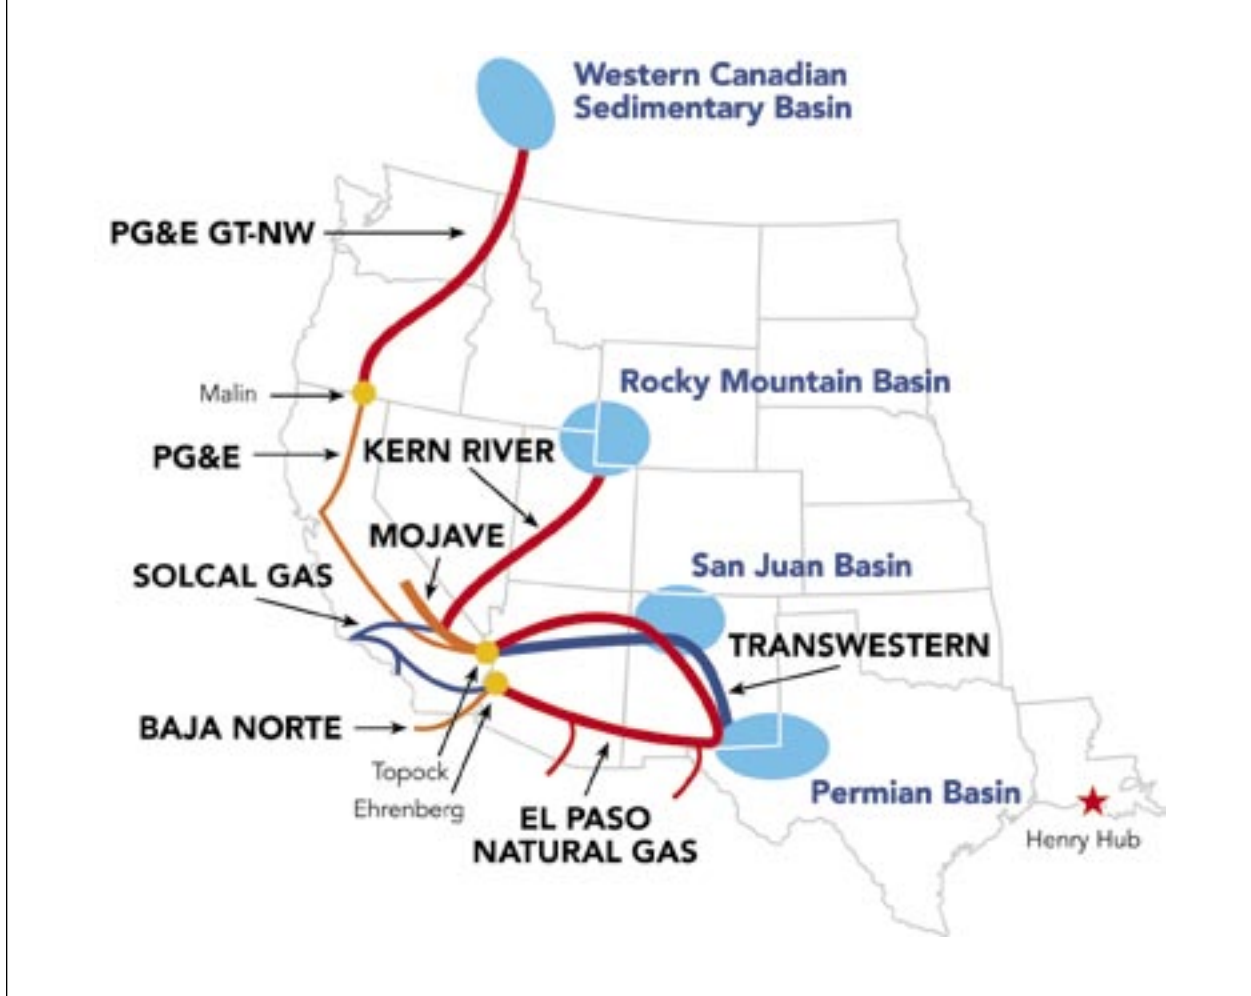 Western Canadian
Sedimentary Basin
PG&E GT-NW
Rocky Mountain Basin
Malin
PG&E
KERN RIVER
MOJAVE
San Juan Basin
SOLCAL GAS
TRANSWESTERN
BAJA NORTE
Topock
Ehrenberg
Permian Basin
EL PASO
NATURAL GAS
Henry Hub